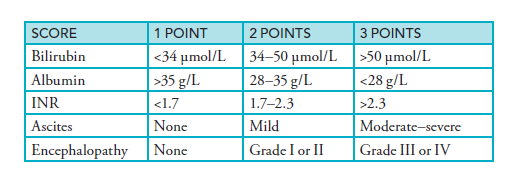 SCORE 1 POINT 2 POINTS 3 POINTS
Bilirubin <34 μmol/L 34–50 μmol/L >50 μmol/L
Albumin >35 g/L 28–35 g/L <28 g/L
INR <1.7 1.7–2.3 >2.3
Ascites None Mild Moderate–severe
Encephalopathy None Grade I or II Grade III or IV